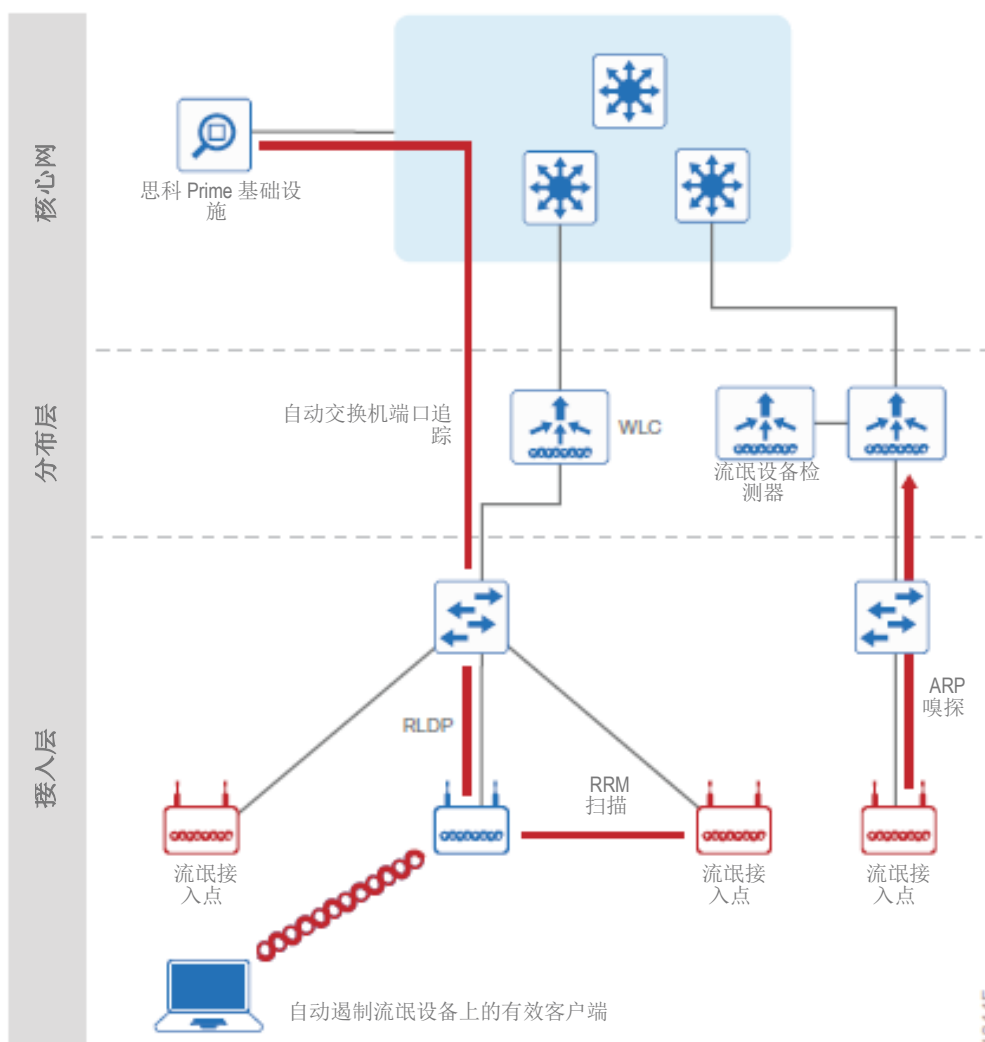 核心网
思科 Prime 基础设
施
分布层
自动交换机端口追
踪
WLC
流氓设备检
测器
接入层
RLDP
RRM
扫描
ARP
嗅探
流氓接
入点
流氓接
入点
流氓接
入点
自动遏制流氓设备上的有效客户端